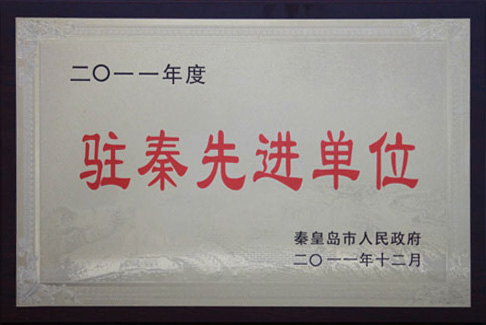 二〇一一年度
驻秦先进单位
秦皇岛市人民政府
二〇一一年十二月